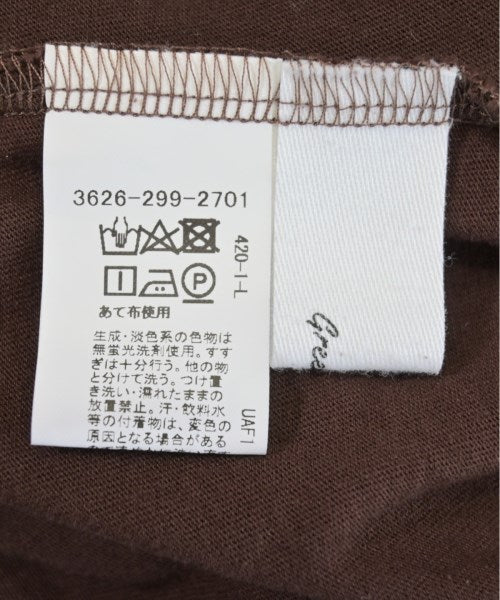 3626-299-2701
あて布使用
生成・淡色系の色物は
無蛍光洗剤使用。すす
ぎは十分行う。他の物
と分けて洗う。つけ置
き洗い・濡れたままの
放置禁止。汗・飲料水
等の付着物は、変色の
原因となる場合がある
420-1-L
UAF1
Gree